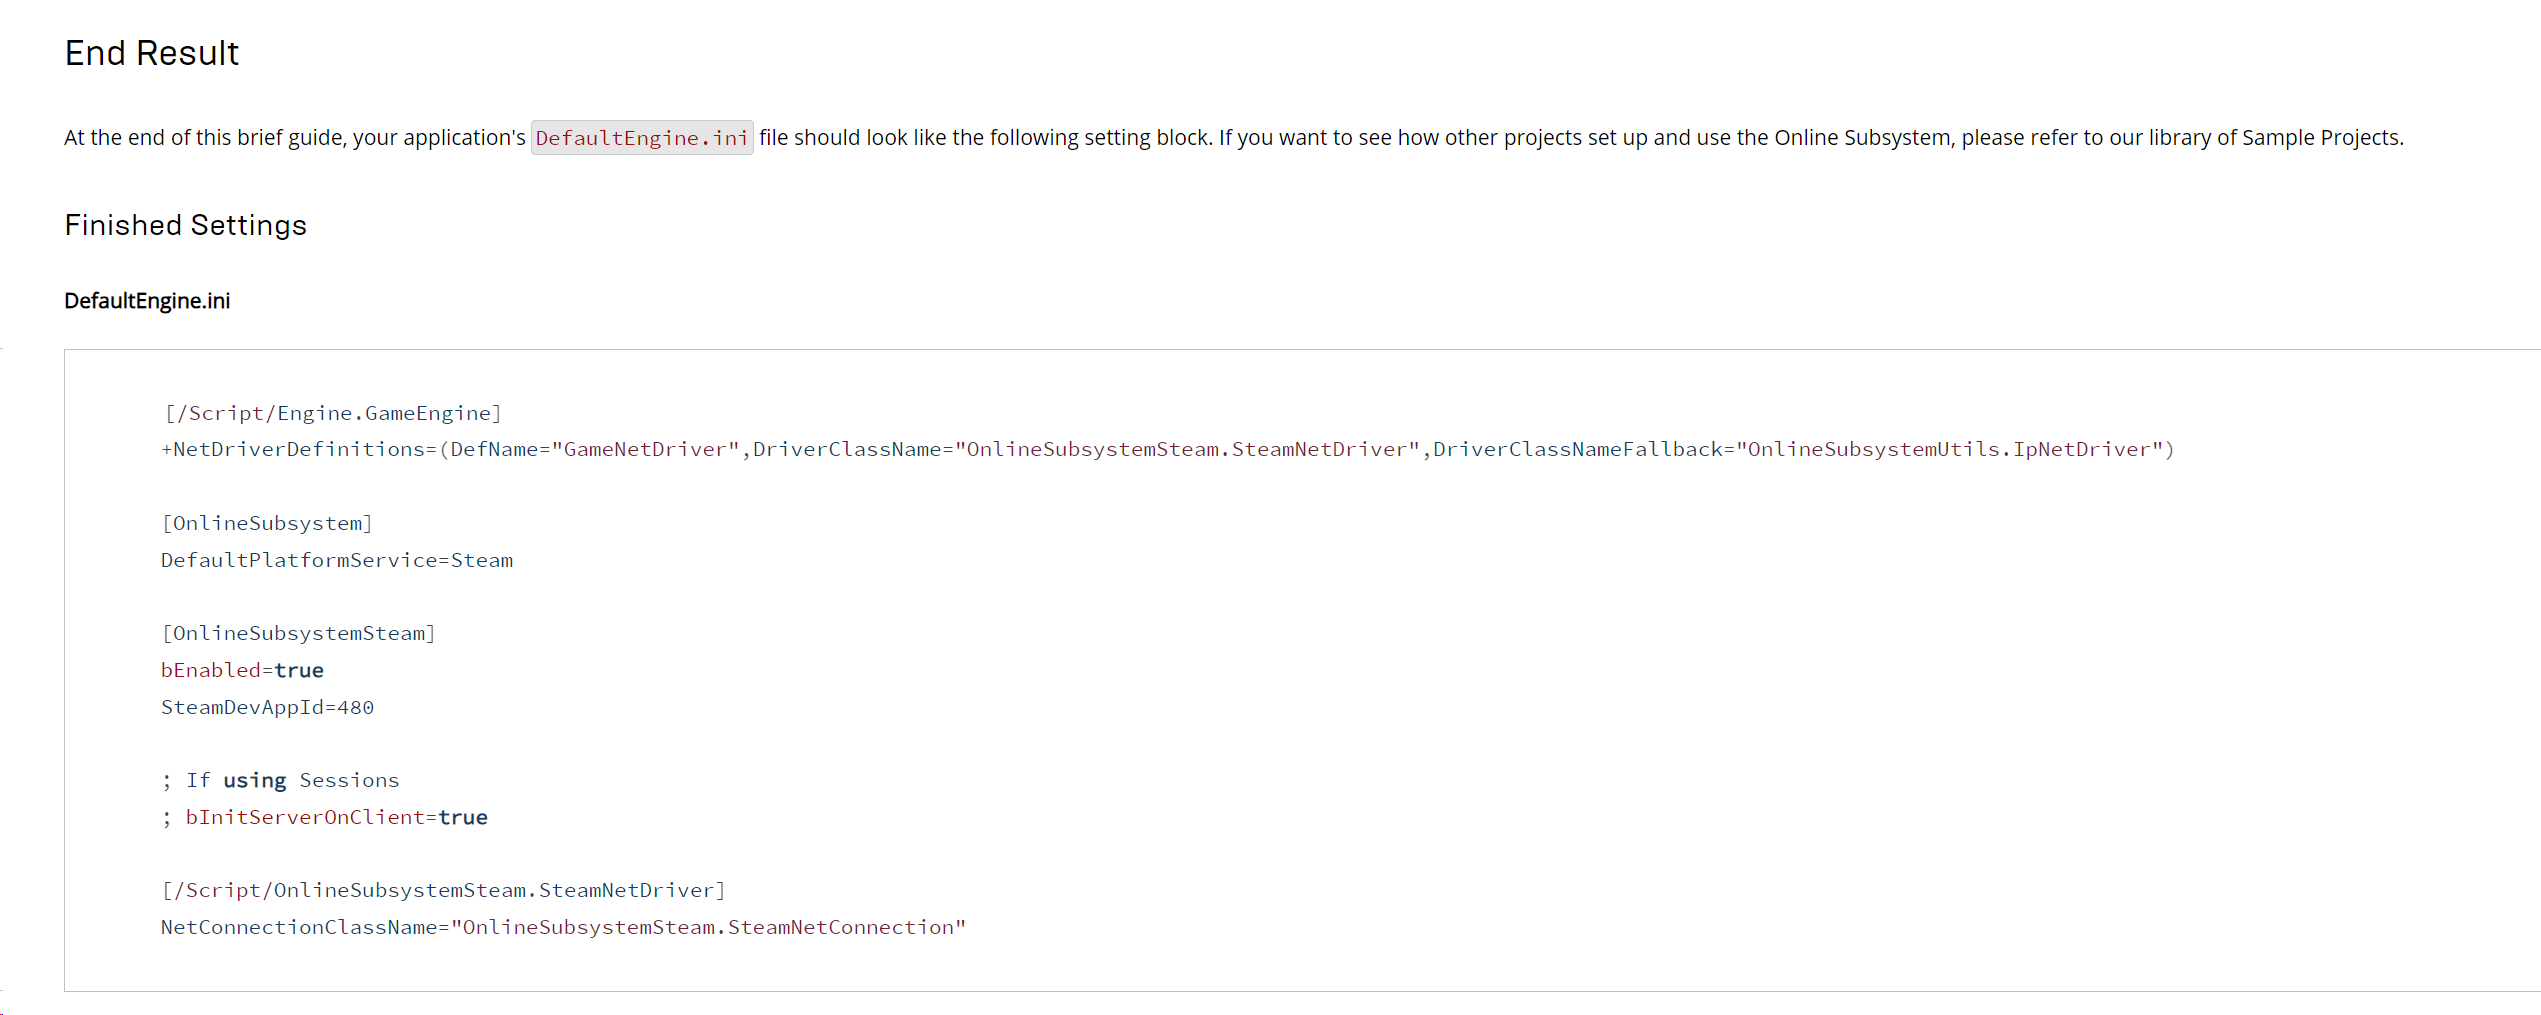 End Result
At the end of this brief guide, your application's DefaultEngine.ini file should look like the following setting block. If you want to see how other projects set up and use the Online Subsystem, please refer to our library of Sample Projects.
Finished Settings
DefaultEngine.ini
[/Script/Engine.GameEngine]
+NetDriverDefinitions=(DefName="GameNetDriver",DriverClassName="OnlineSubsystemSteam.SteamNetDriver",DriverClassNameFallback="OnlineSubsystemUtils.IpNetDriver")
[OnlineSubsystem]
DefaultPlatformService=Steam
[OnlineSubsystemSteam]
bEnabled=true
SteamDevAppId=480
; If using Sessions
; bInitServerOnClient=true
[/Script/OnlineSubsystemSteam.SteamNetDriver]
NetConnectionClassName="OnlineSubsystemSteam.SteamNetConnection"